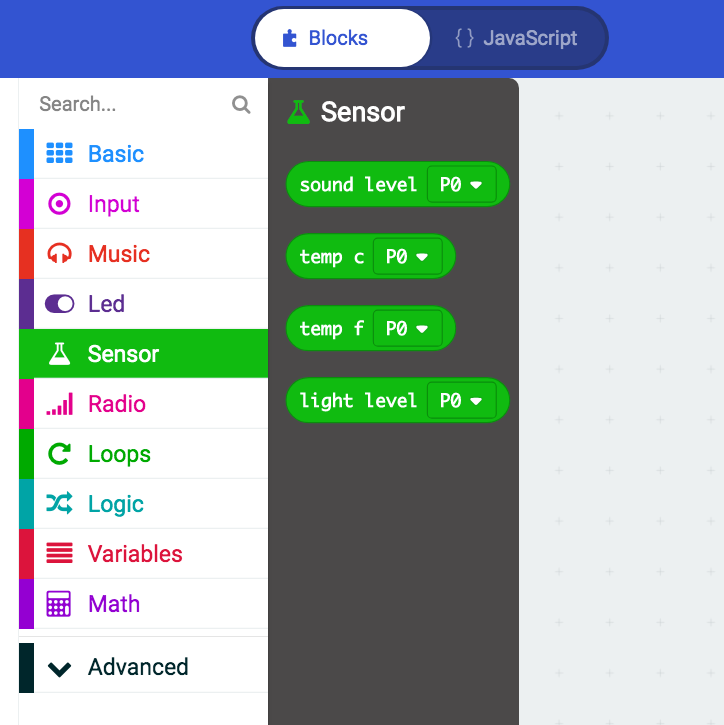 Blocks
{ } JavaScript
Search...
Basic
Input
Music
Led
Sensor
Radio
Loops
Logic
Variables
Math
Advanced
Sensor
sound level P0
temp c P0
temp f P0
light level P0